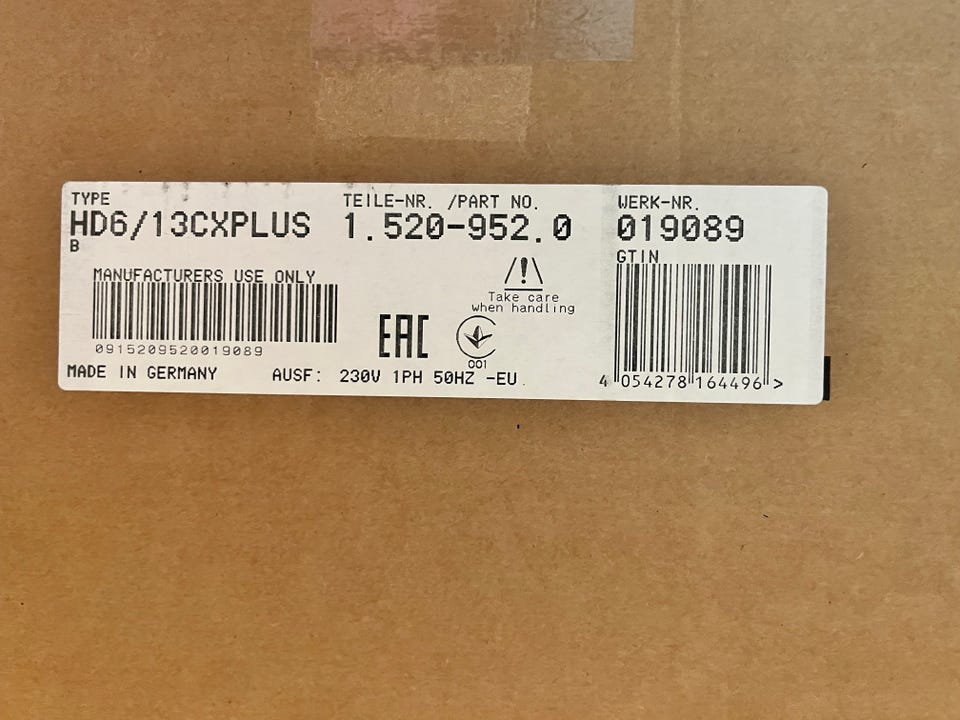 TYPE
HD6/13CXPLUS
B
TEILE-NR. /PART NO.
1.520-952.0
WERK-NR.
019089
MANUFACTURERS USE ONLY
0915209520019089
Take care
when handling
EAC
001
GTIN
4 054278 164496 >
MADE IN GERMANY
AUSF: 230V 1PH 50HZ -EU